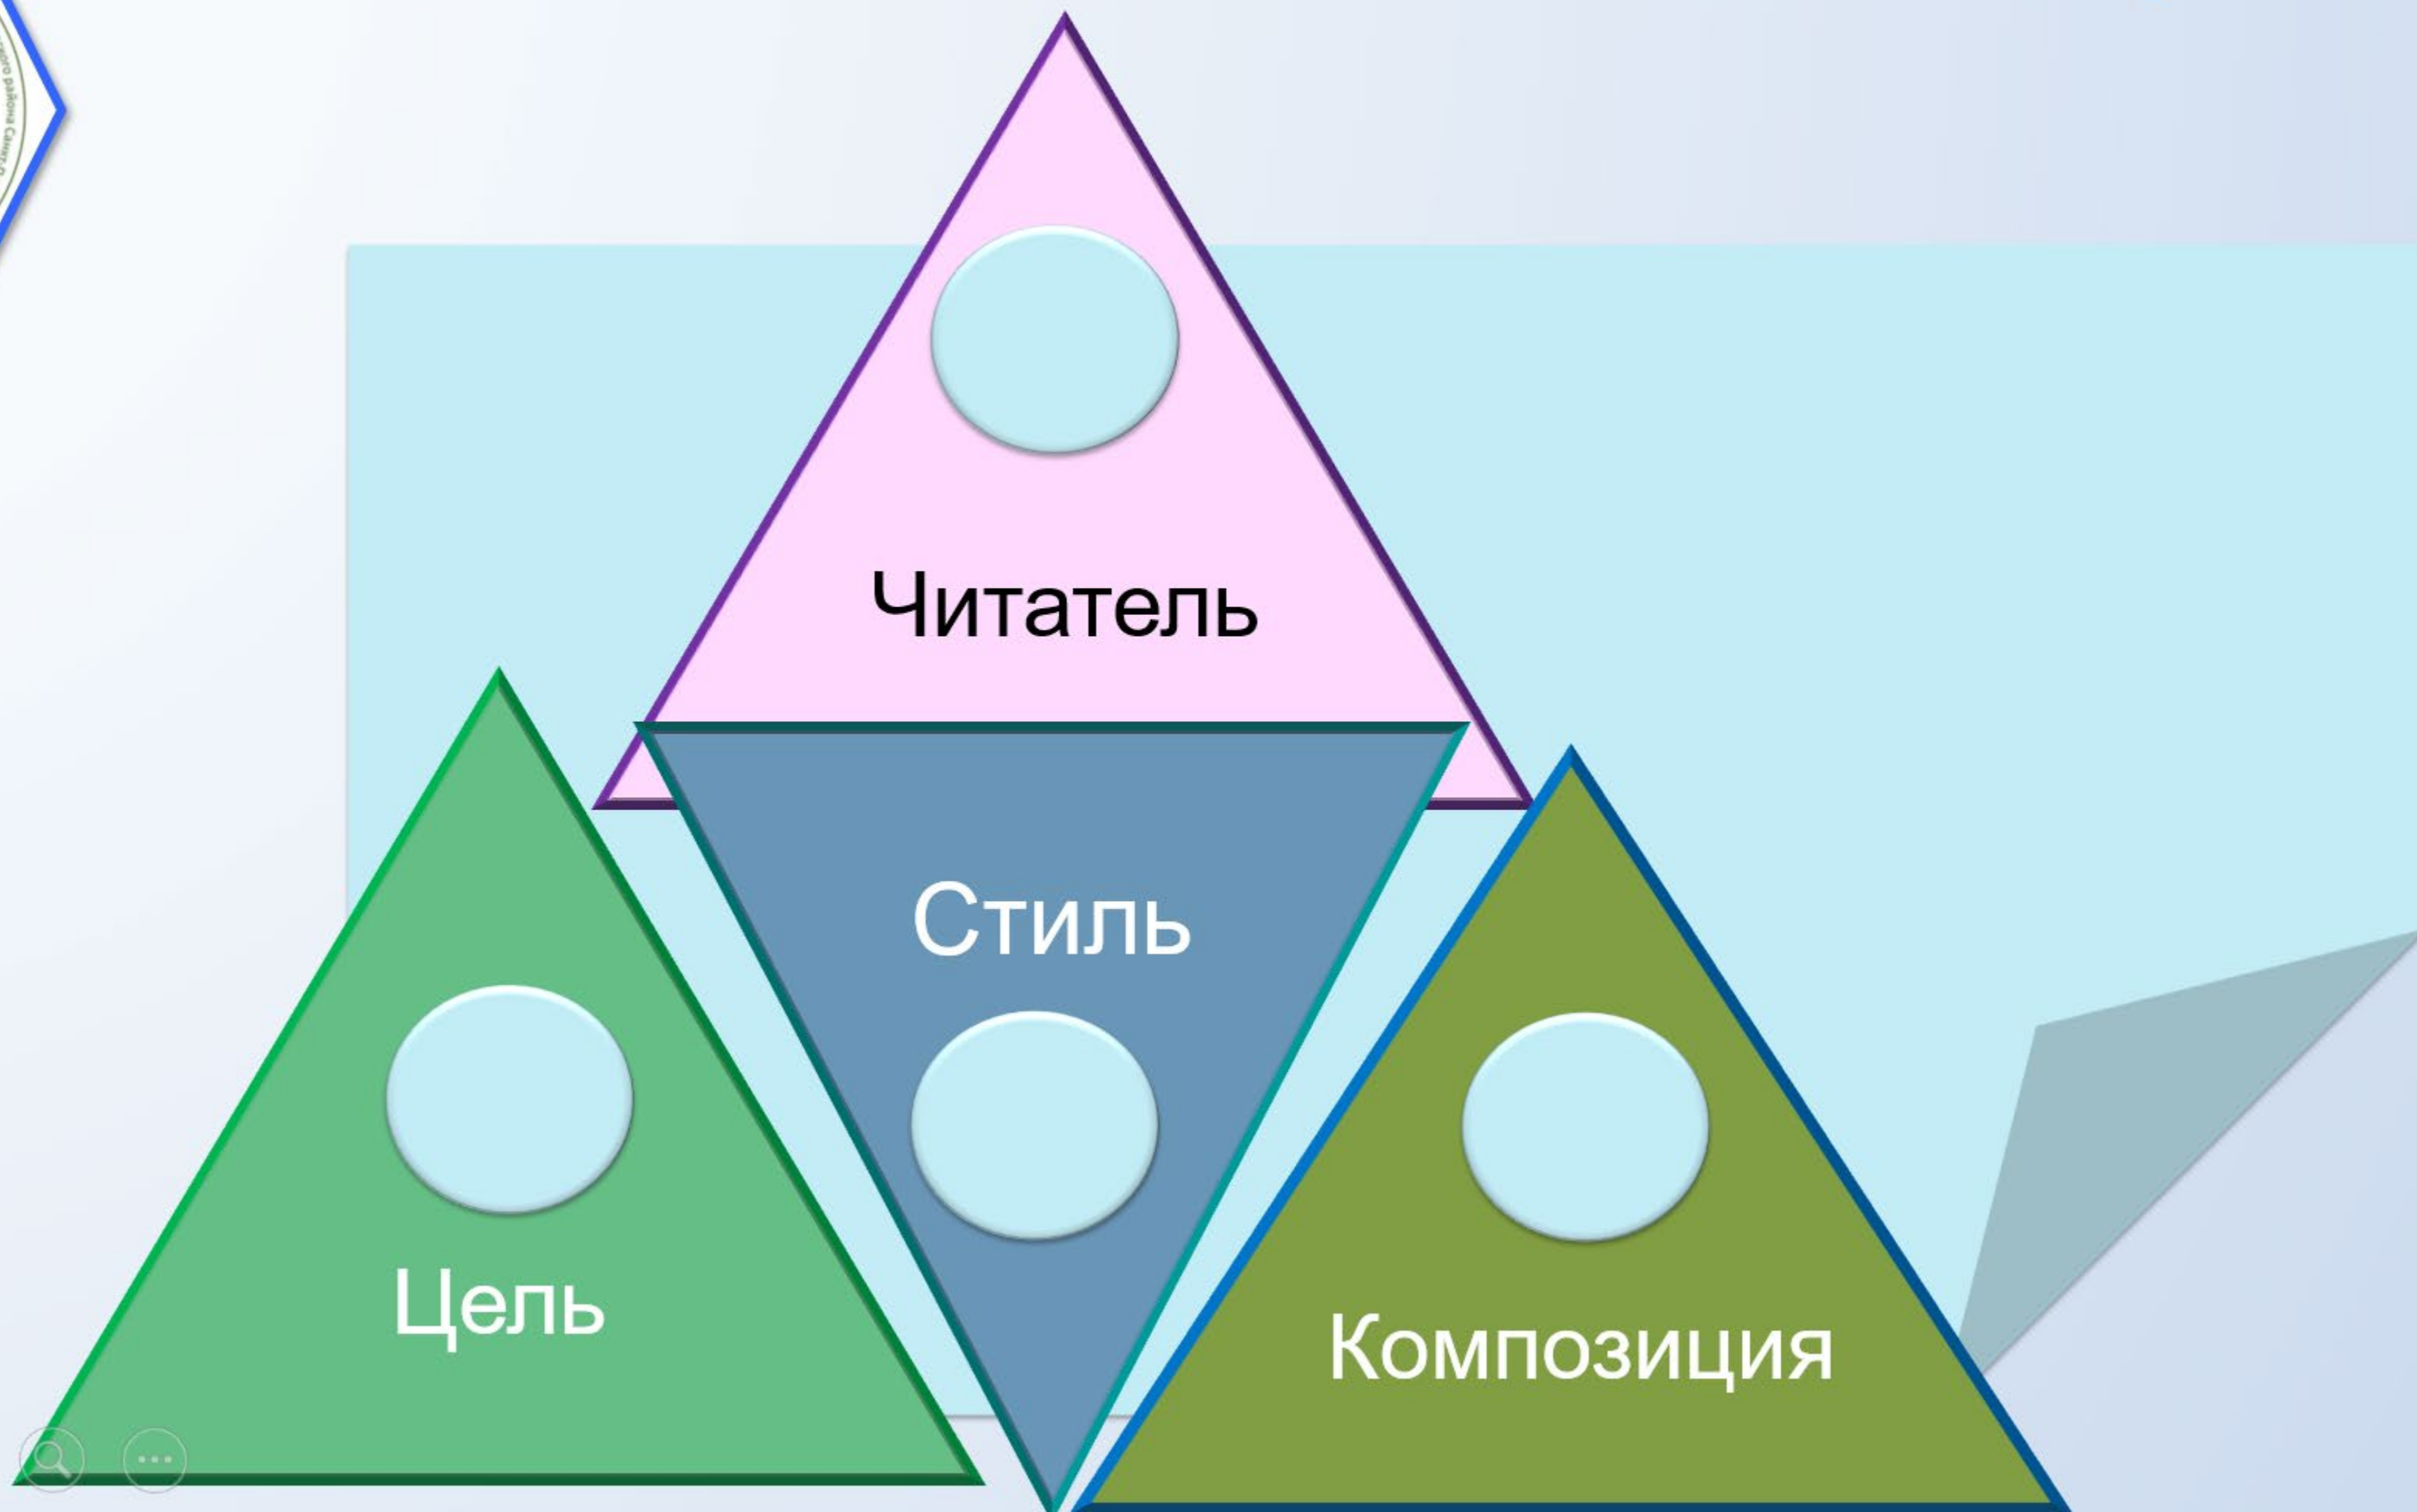 Читатель
Стиль
Цель
Композиция